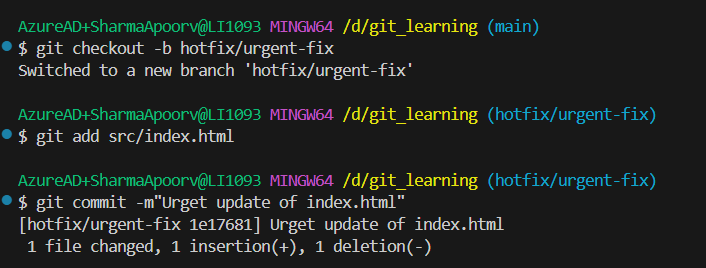 AzureAD+SharmaApoorv@LI1093 MINGW64 /d/git_learning (main)
$ git checkout -b hotfix/urgent-fix
Switched to a new branch 'hotfix/urgent-fix'
AzureAD+SharmaApoorv@LI1093 MINGW64 /d/git_learning (hotfix/urgent-fix)
$ git add src/index.html
AzureAD+SharmaApoorv@LI1093 MINGW64 /d/git_learning (hotfix/urgent-fix)
$ git commit -m"Urget update of index.html"
[hotfix/urgent-fix 1e17681] Urget update of index.html
 1 file changed, 1 insertion(+), 1 deletion(-)